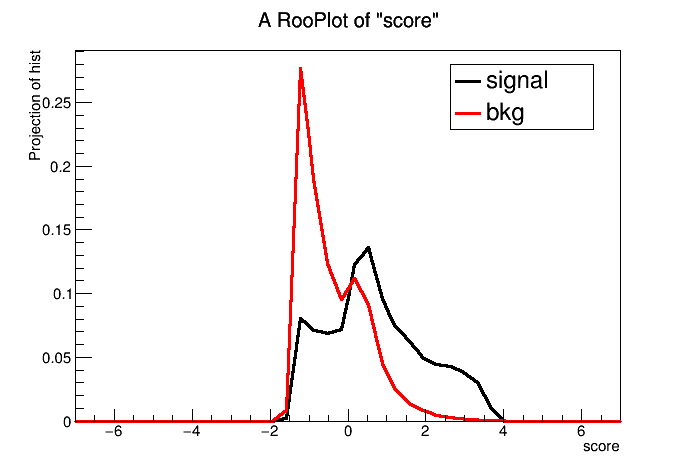 A RooPlot of "score"
Projection of hist
signal
bkg
0.25
0.2
0.15
0.1
0.05
0
−6 −4 −2 0 2 4 6
score